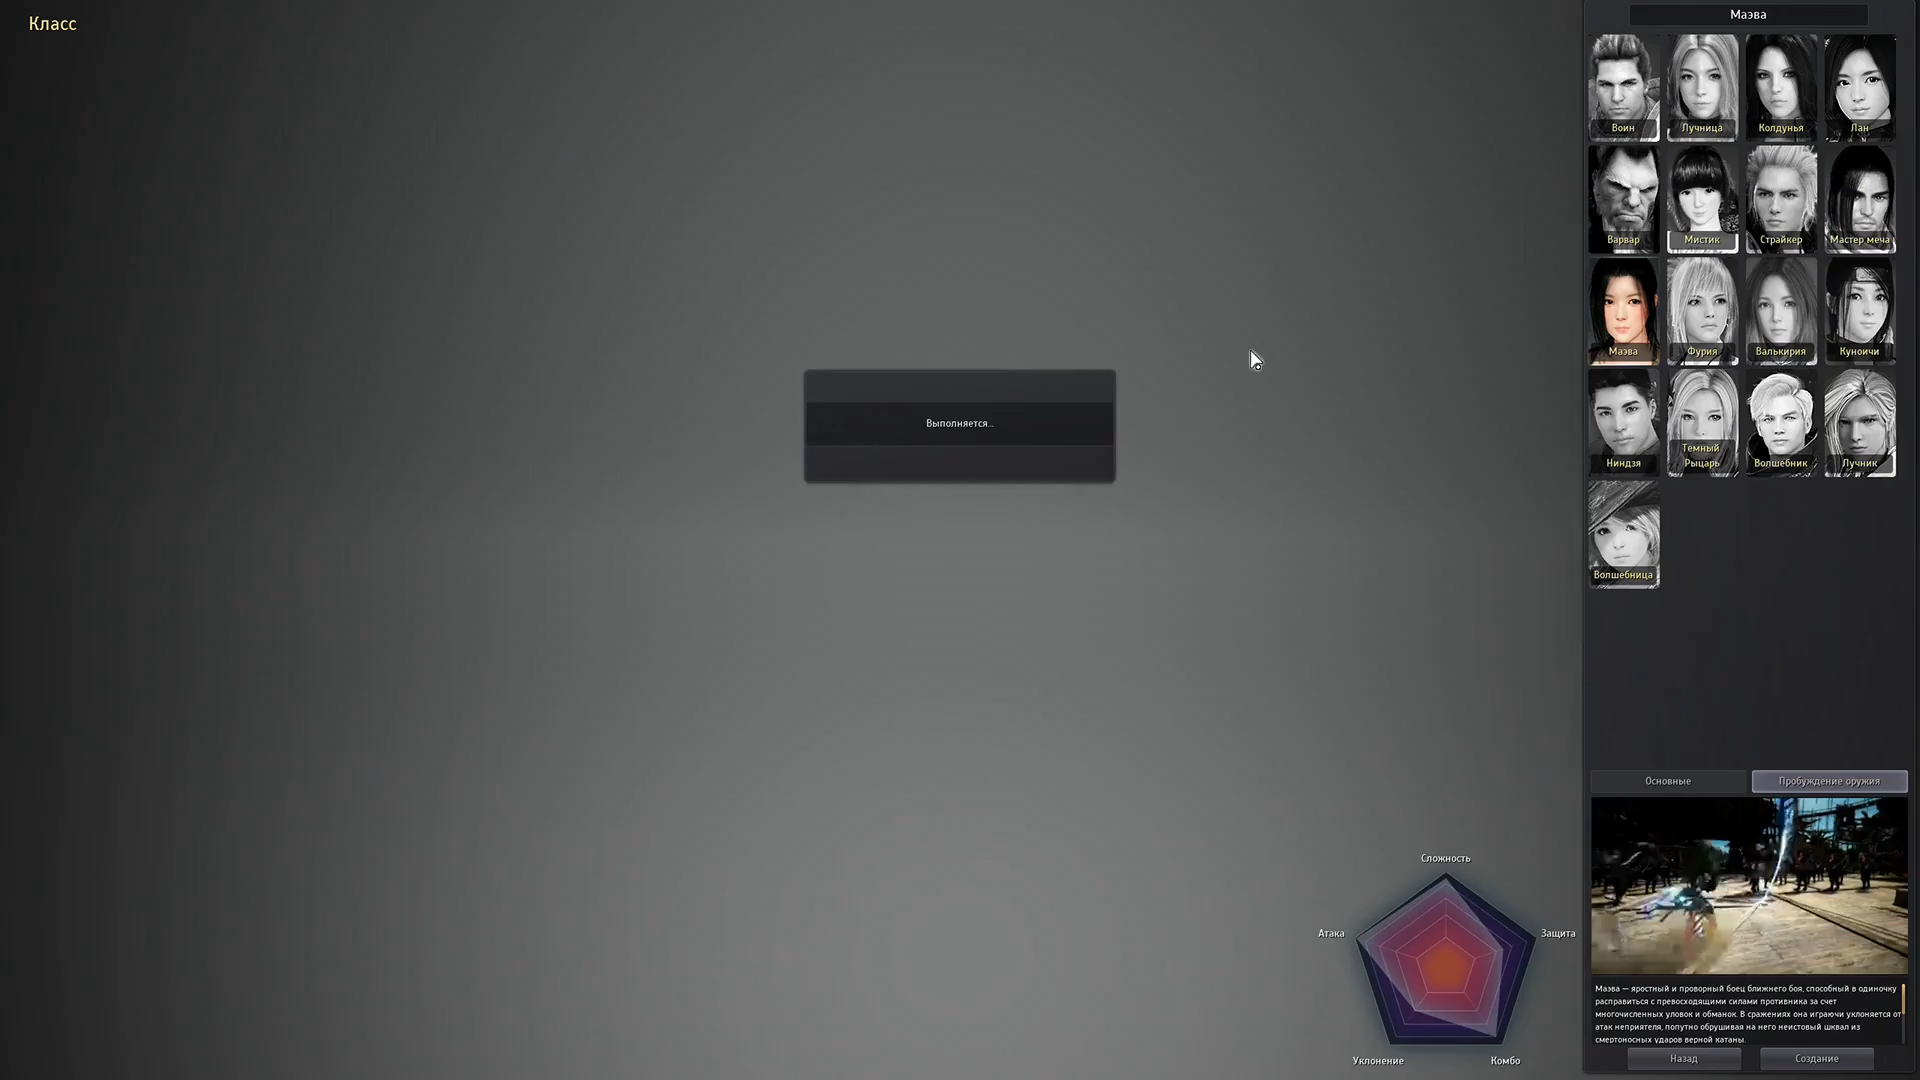 Класс
Маэва
Воин
Лучница
Колдунья
Лан
Варвар
Мистик
Страйкер
Мастер меча
Маэва
Фурия
Валькирия
Куноичи
Ниндзя
Темный
Рыцарь
Волшебник
Лучник
Волшебница
Выполняется...
Основные
Пробуждение оружия
Сложность
Атака
Защита
Уклонение
Комбо
Маэва — яростный и проворный боец ближнего боя, способный в одиночку
расправиться с превосходящими силами противника за счет
многочисленных уловок и обманок. В сражениях она играючи уклоняется от
атак неприятеля, попутно обрушивая на него неистовый шквал из
смертоносных ударов верной катаны.
Назад
Создание